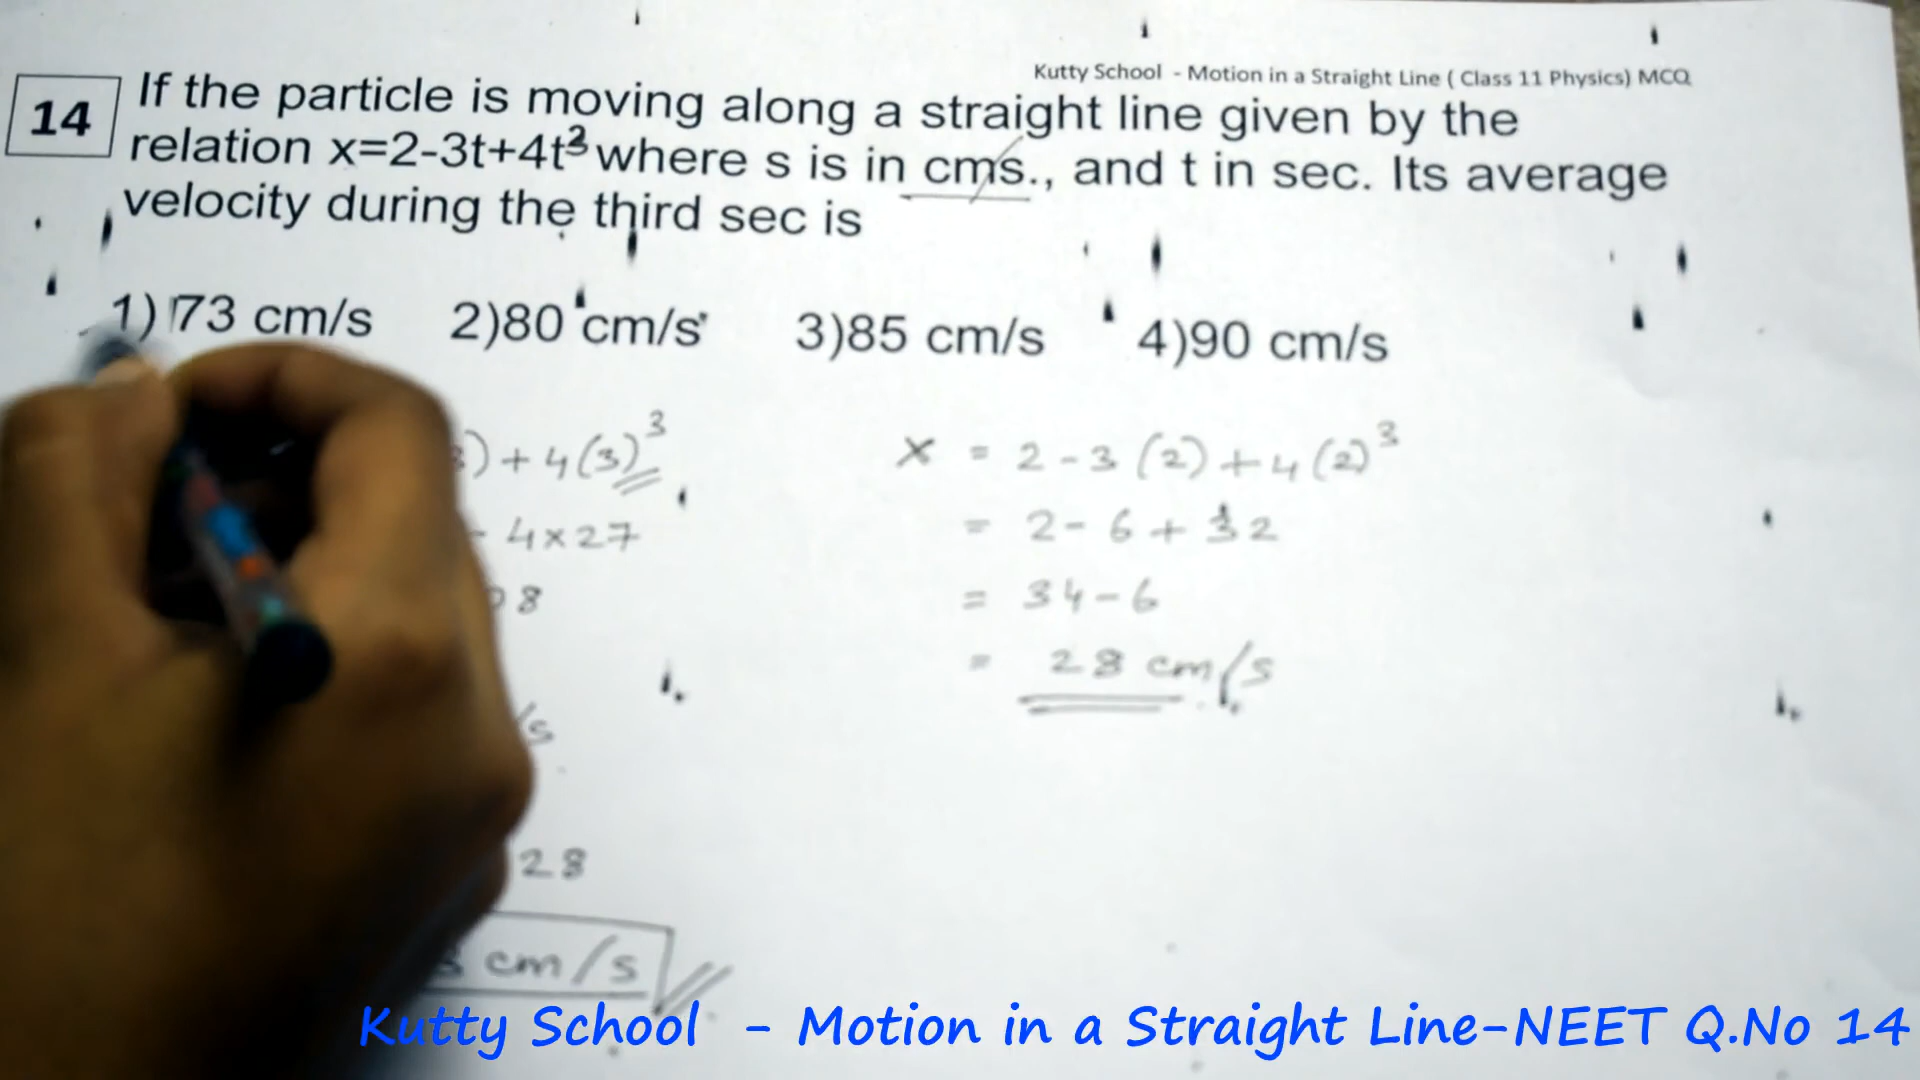 Kutty School - Motion in a Straight Line ( Class 11 Physics) MCQ
14
If the particle is moving along a straight line given by the
relation x=2-3t+4t³ where s is in cms., and t in sec. Its average
velocity during the third sec is
1) 73 cm/s 2)80 cm/s 3)85 cm/s 4)90 cm/s
) + 4(3)³
4×27
8
/s
28
cm/s
x = 2 - 3 (2) + 4 (2)³
= 2 - 6 + 32
= 34 - 6
= 28 cm/s
Kutty School - Motion in a Straight Line-NEET Q.No 14